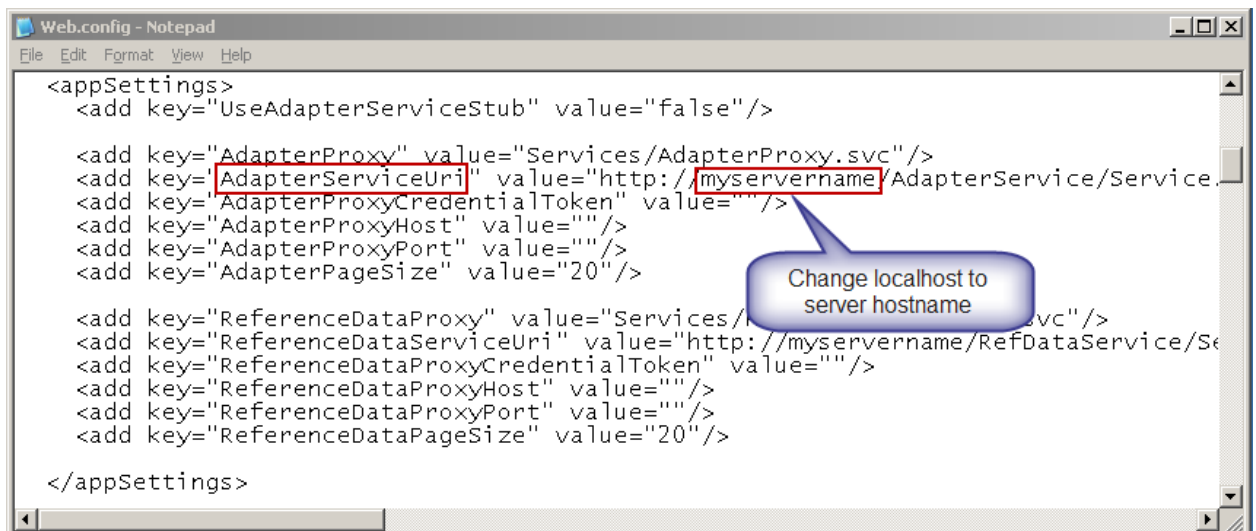 Web.config - Notepad
File Edit Format View Help
<appSettings>
<add key="UseAdapterServiceStub" value="false"/>
<add key="AdapterProxy" value="Services/AdapterProxy.svc"/>
<add key="AdapterServiceUri" value="http://myservername/AdapterService/Service.
<add key="AdapterProxyCredentialToken" value=""/>
<add key="AdapterProxyHost" value=""/>
<add key="AdapterProxyPort" value=""/>
<add key="AdapterPageSize" value="20"/>
Change localhost to
server hostname
<add key="ReferenceDataProxy" value="Services/ svc"/>
<add key="ReferenceDataServiceUri" value="http://myservername/RefDataService/Se
<add key="ReferenceDataProxyCredentialToken" value=""/>
<add key="ReferenceDataProxyHost" value=""/>
<add key="ReferenceDataProxyPort" value=""/>
<add key="ReferenceDataPageSize" value="20"/>
</appSettings>